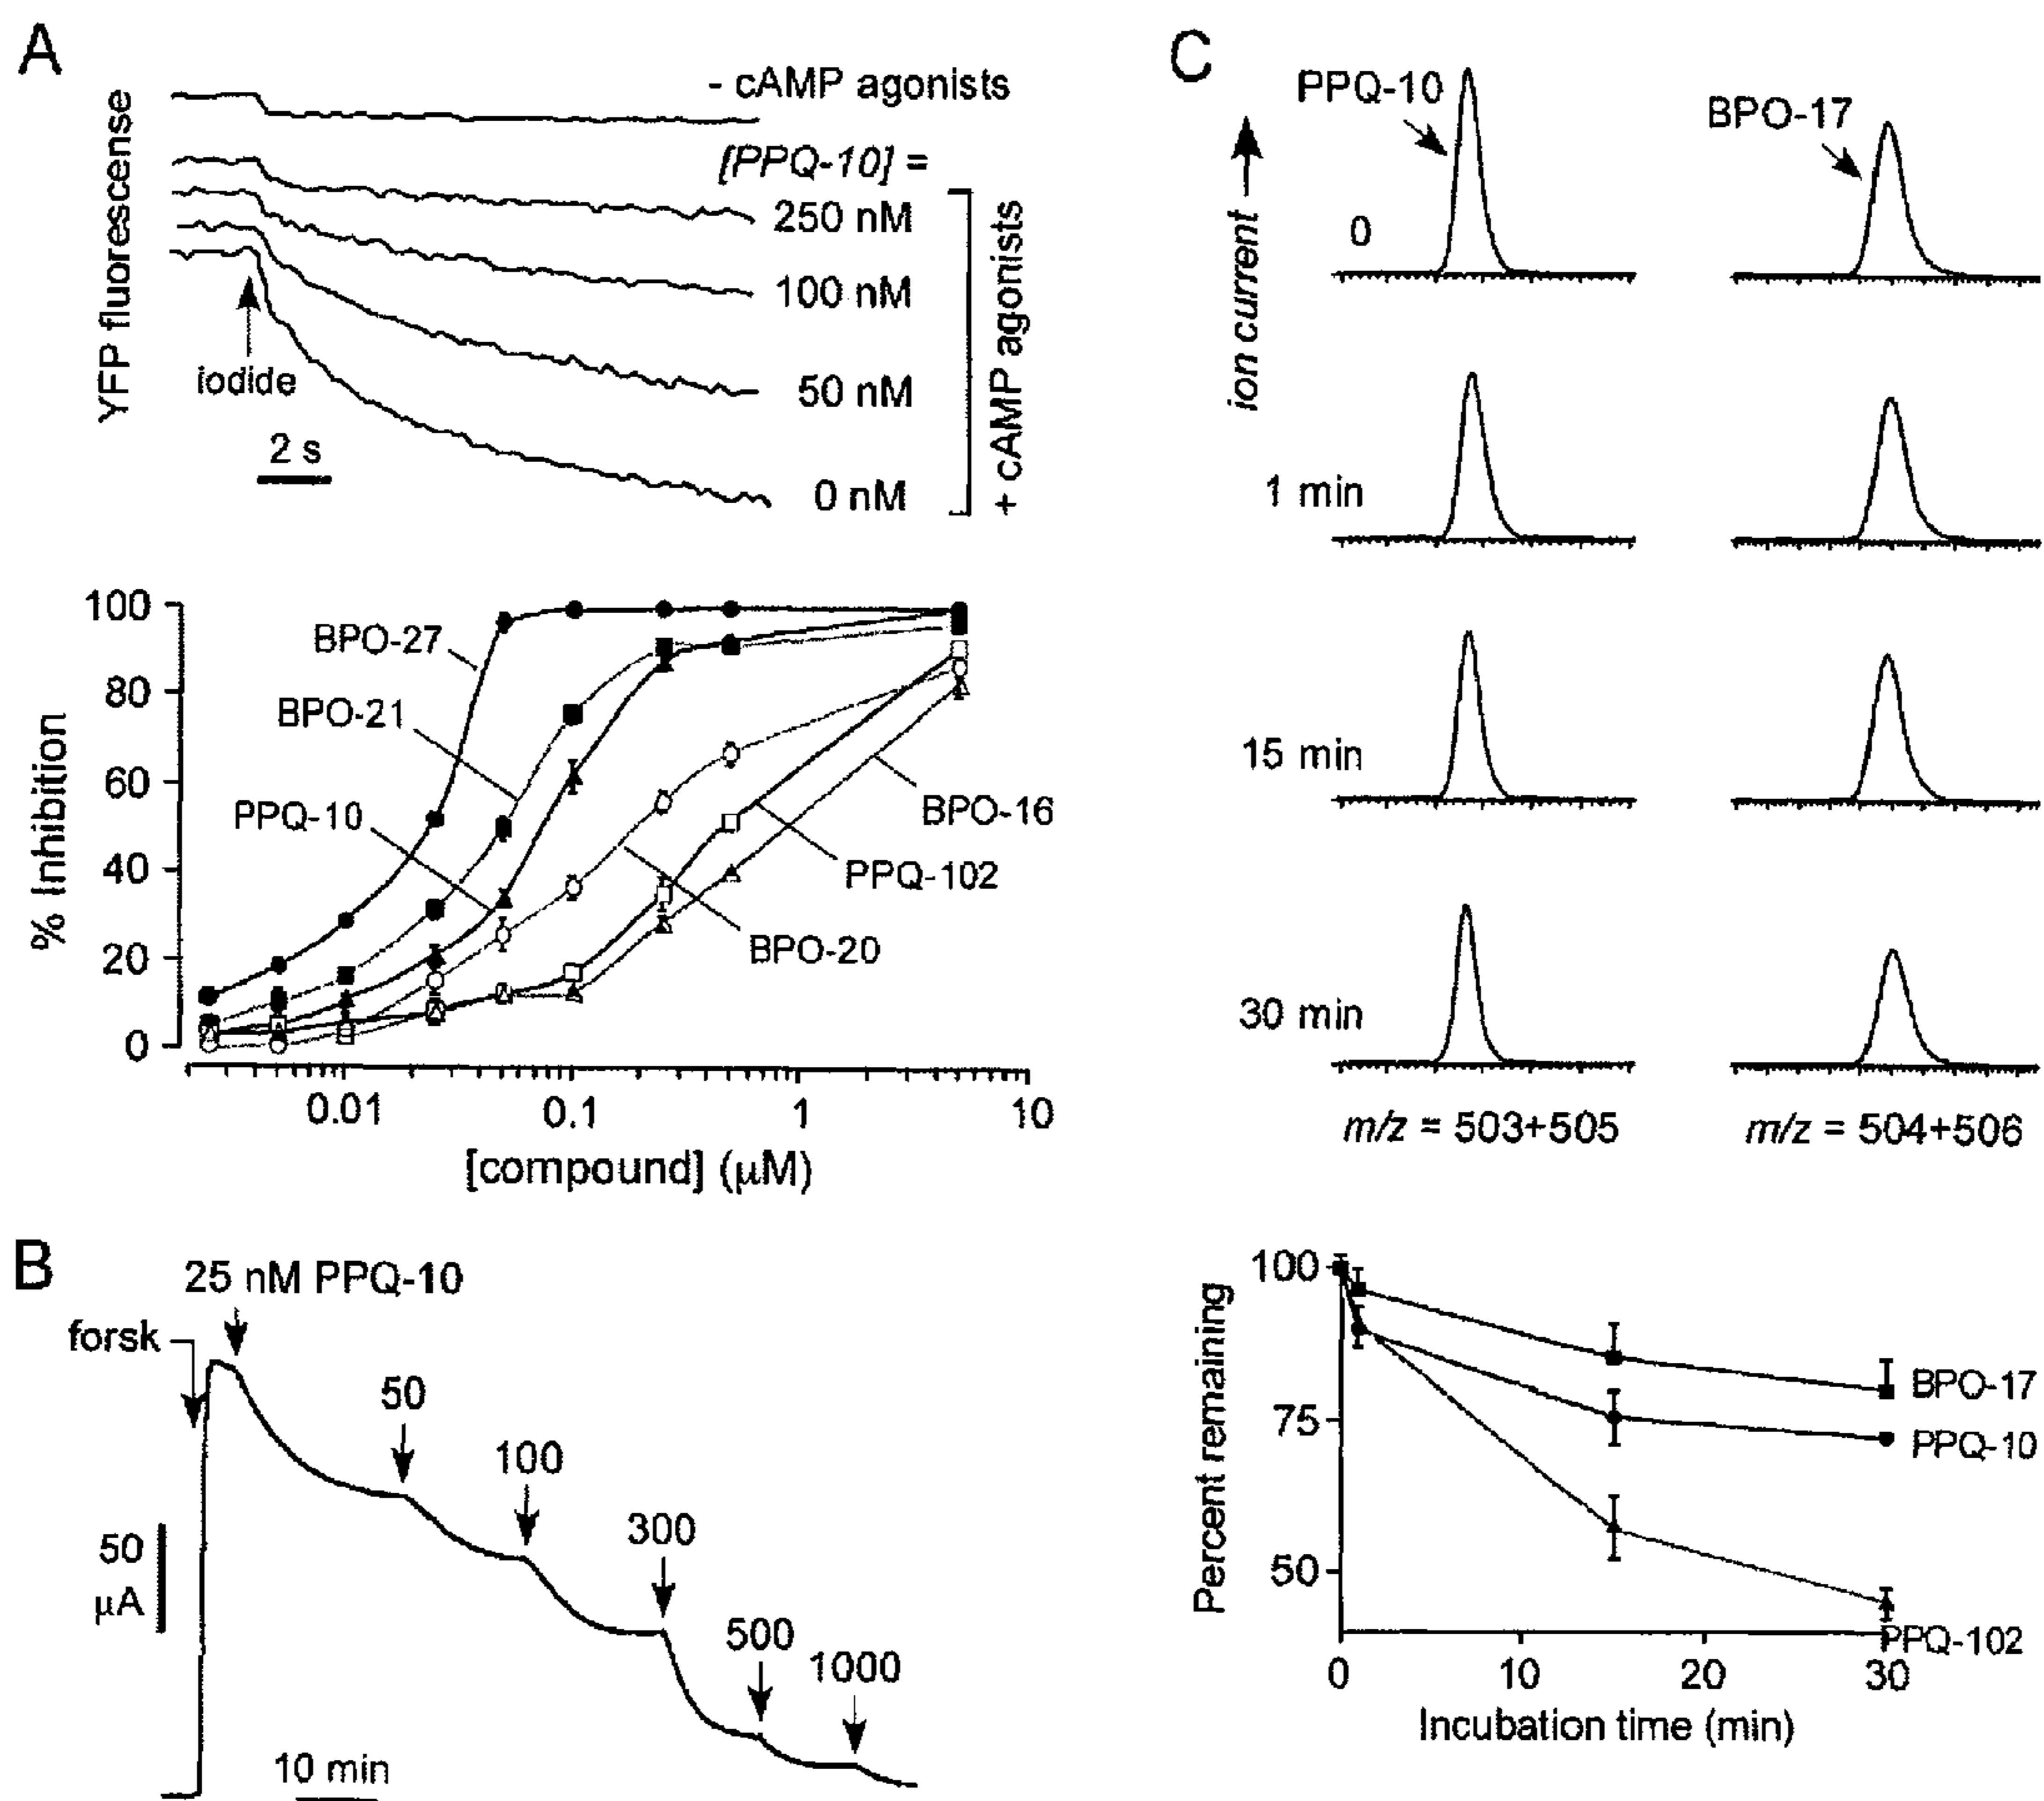 A
YFP fluorescense
- cAMP agonists
[PPQ-10] =
250 nM
100 nM
50 nM
0 nM
+ cAMP agonists
iodide
2 s
100
80
60
40
20
0
% Inhibition
BPO-27
BPO-21
PPQ-10
BPO-16
PPQ-102
BPO-20
0.01
0.1
1
10
[compound] (μM)
B
25 nM PPQ-10
forsk
50
100
300
500
1000
50
μA
10 min
C
PPQ-10
BPO-17
ion current
0
1 min
15 min
30 min
m/z = 503+505
m/z = 504+506
100
75
50
Percent remaining
BPO-17
PPQ-10
PPQ-102
0
10
20
30
Incubation time (min)